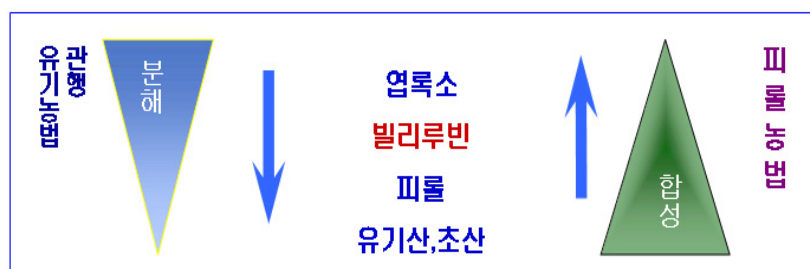 관행
유기농법
분해
엽록소
빌리루빈
피롤
유기산,초산
합성
피롤농법